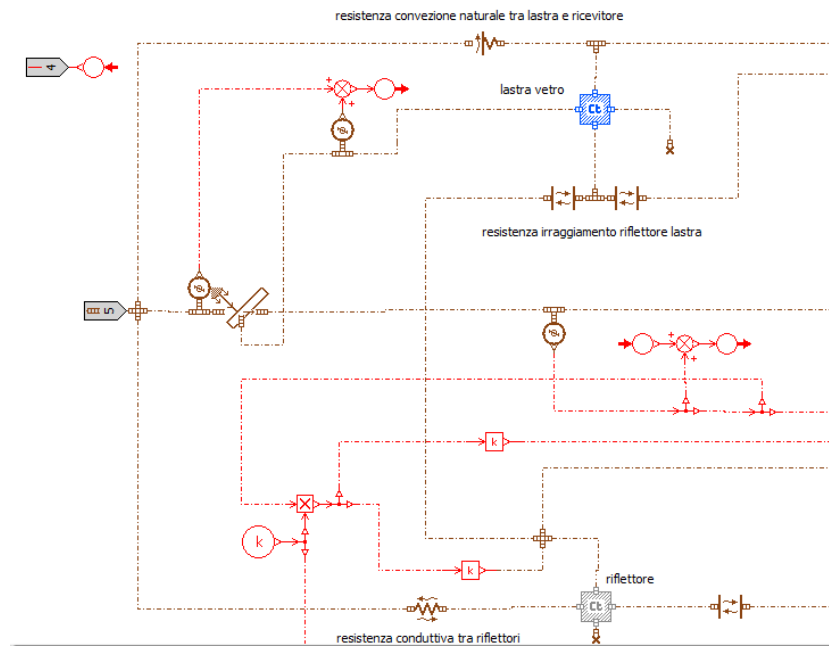 resistenza convezione naturale tra lastra e ricevitore
4
+
+
lastra vetro
Ct
resistenza irraggiamento riflettore lastra
5
+
+
k
k
k
riflettore
Ct
resistenza conduttiva tra riflettori